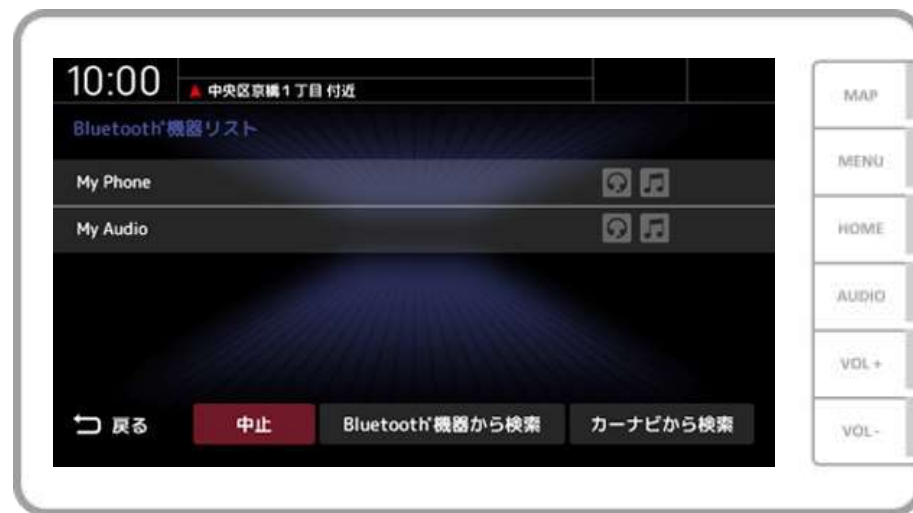 10:00
中央区京橋1丁目 付近
Bluetooth®機器リスト
My Phone
My Audio
戻る
中止
Bluetooth®機器から検索
カーナビから検索
MAP
MENU
HOME
AUDIO
VOL +
VOL -